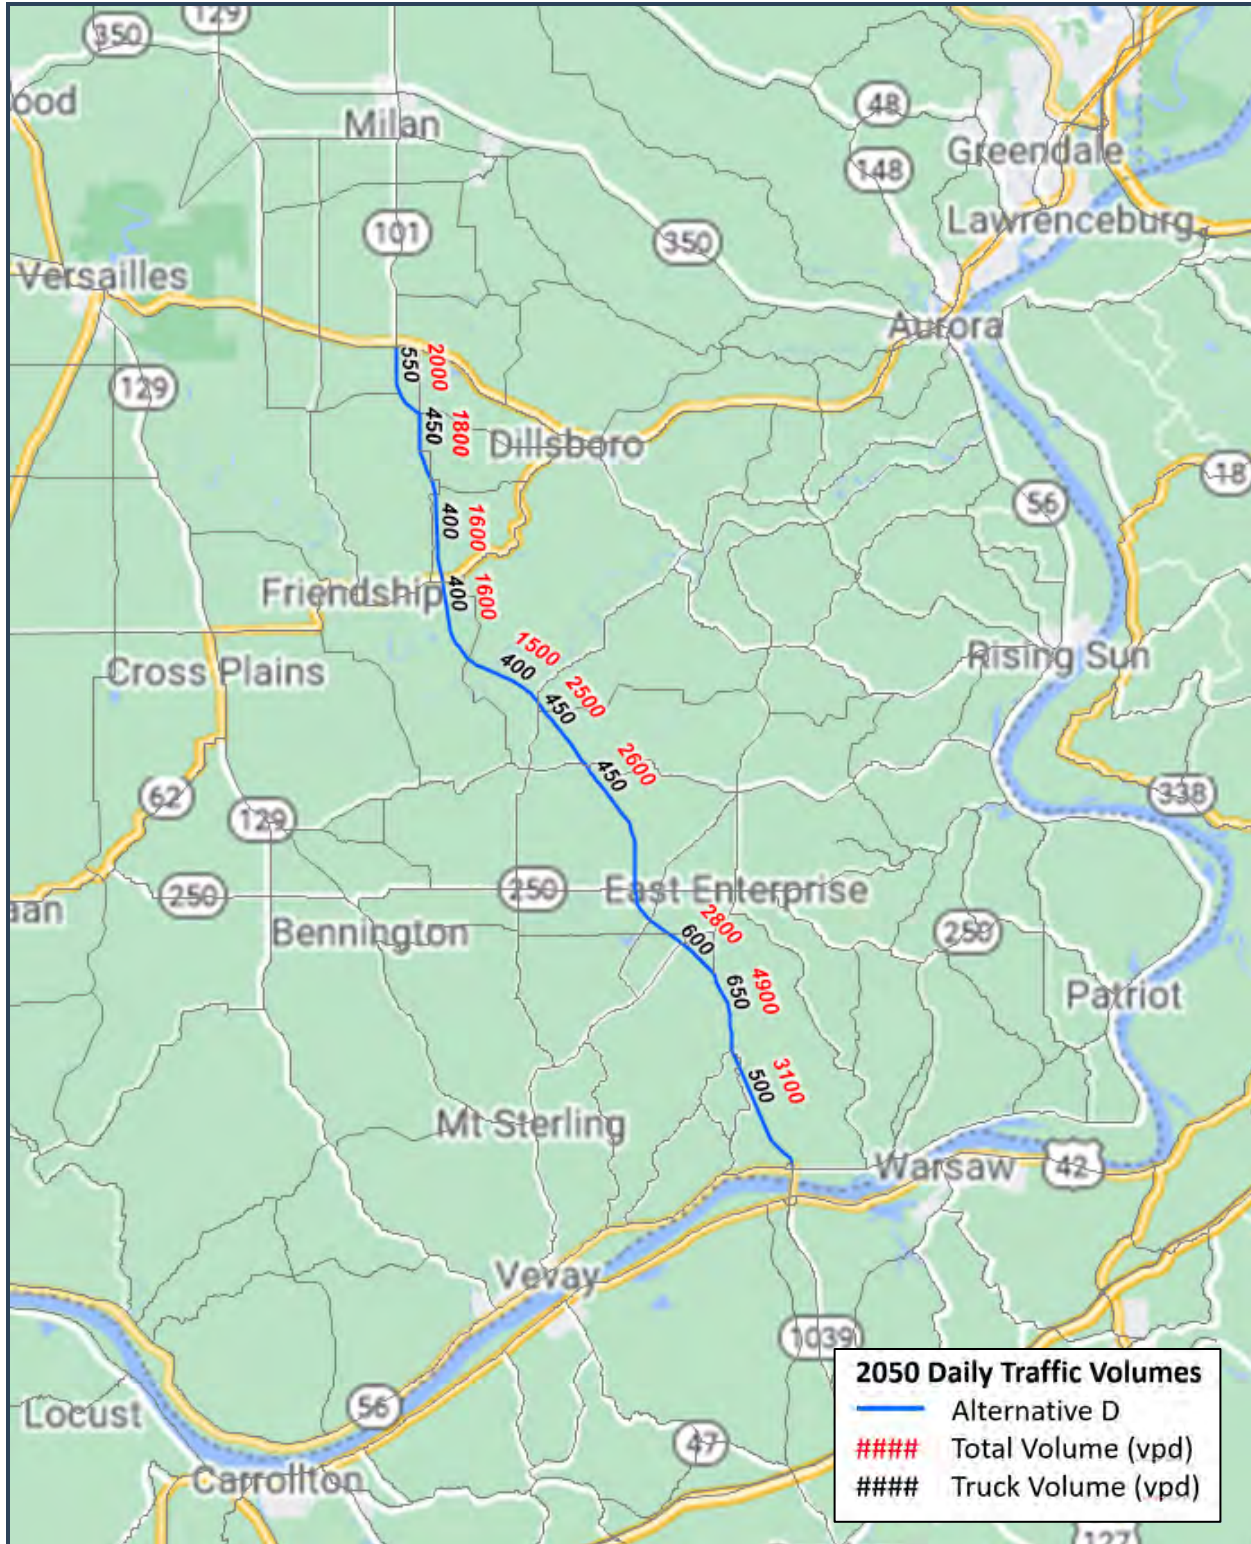 129
350
ood
Milan
48
Greendale
148
Lawrenceburg
101
350
Versailles
Aurora
550
2000
129
450
1800
Dillsboro
18
56
400
1600
Friendship
400
1600
Cross Plains
1500
400
Rising Sun
2500
450
2600
450
62
338
129
250
250
East Enterprise
aan
Bennington
2800
600
250
4900
650
Patriot
3100
500
Mt Sterling
Warsaw
42
Vevay
1039
Locust
56
47
Carrollton
127
2050 Daily Traffic Volumes
Alternative D
#### Total Volume (vpd)
#### Truck Volume (vpd)